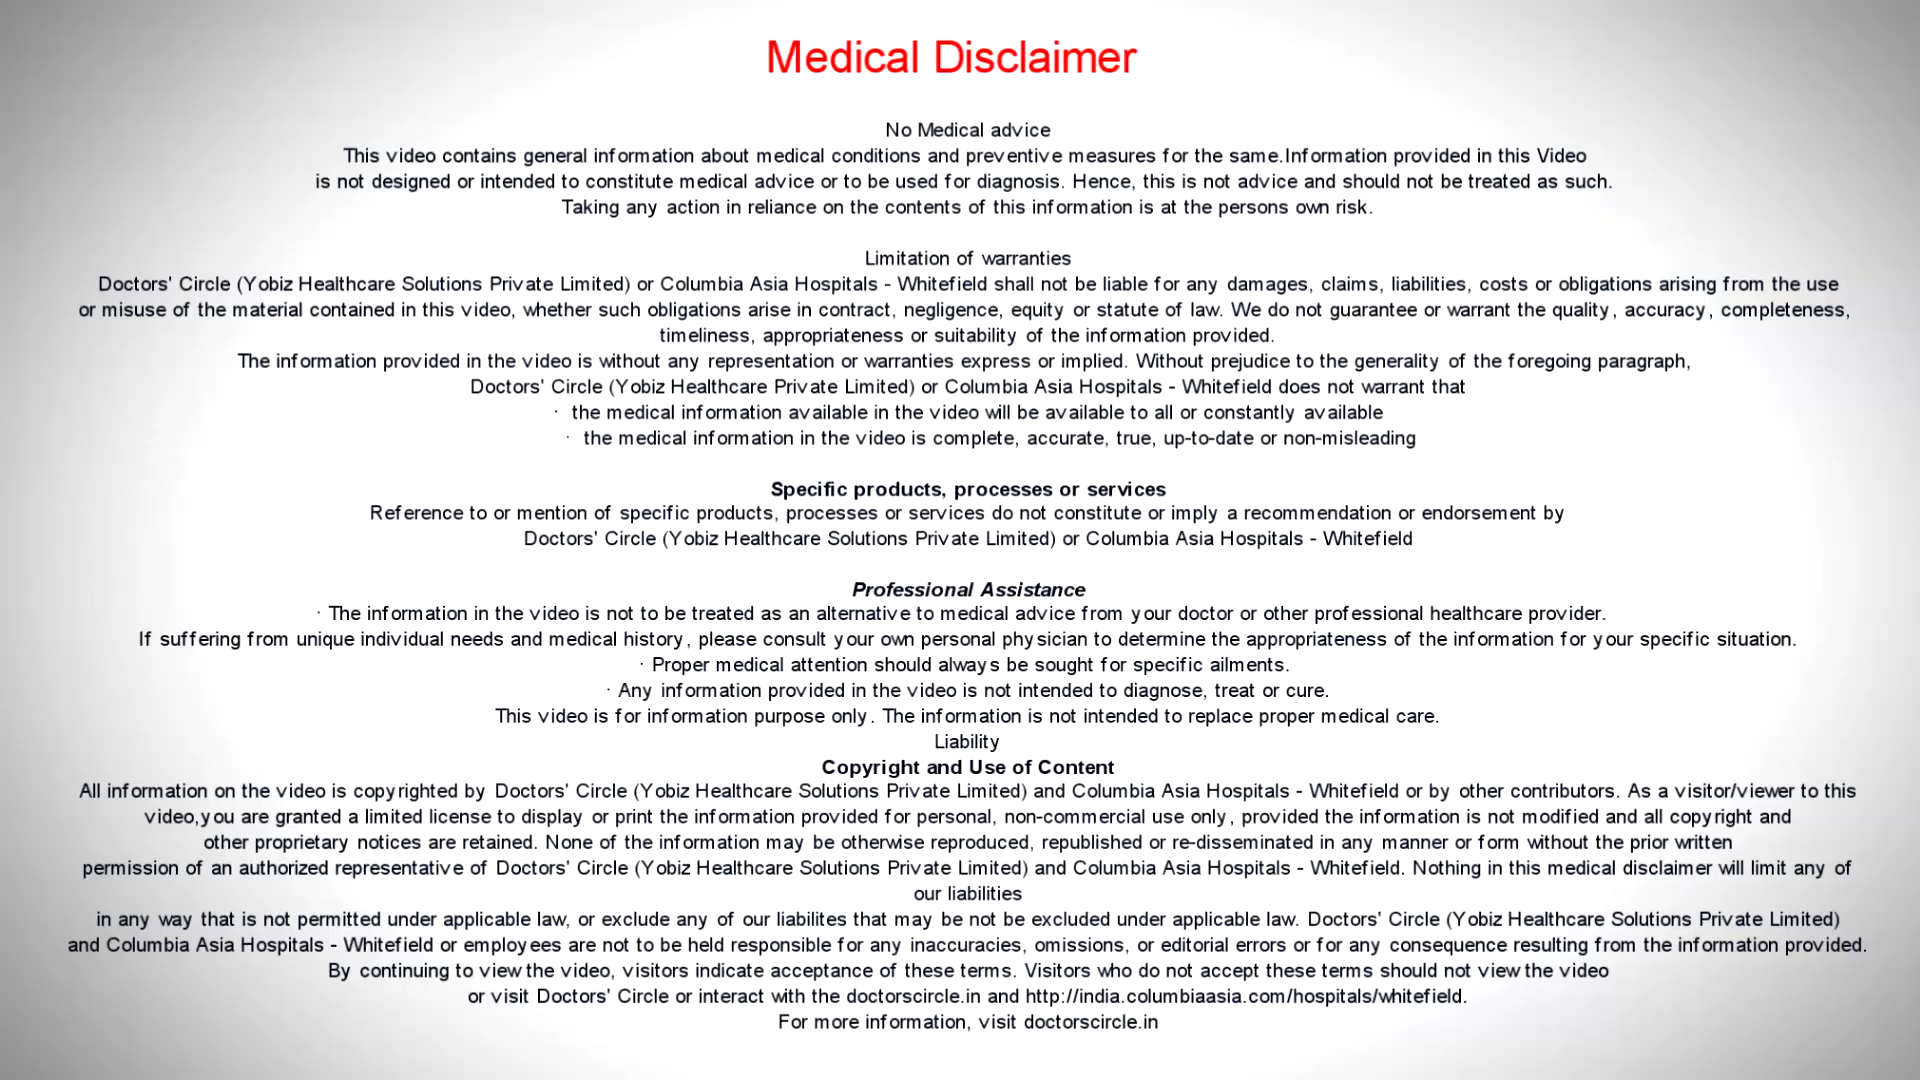 Medical Disclaimer
No Medical advice
This video contains general information about medical conditions and preventive measures for the same.Information provided in this Video
is not designed or intended to constitute medical advice or to be used for diagnosis. Hence, this is not advice and should not be treated as such.
Taking any action in reliance on the contents of this information is at the persons own risk.
Limitation of warranties
Doctors' Circle (Yobiz Healthcare Solutions Private Limited) or Columbia Asia Hospitals - Whitefield shall not be liable for any damages, claims, liabilities, costs or obligations arising from the use
or misuse of the material contained in this video, whether such obligations arise in contract, negligence, equity or statute of law. We do not guarantee or warrant the quality, accuracy, completeness,
timeliness, appropriateness or suitability of the information provided.
The information provided in the video is without any representation or warranties express or implied. Without prejudice to the generality of the foregoing paragraph,
Doctors' Circle (Yobiz Healthcare Private Limited) or Columbia Asia Hospitals - Whitefield does not warrant that
· the medical information available in the video will be available to all or constantly available
· the medical information in the video is complete, accurate, true, up-to-date or non-misleading
Specific products, processes or services
Reference to or mention of specific products, processes or services do not constitute or imply a recommendation or endorsement by
Doctors' Circle (Yobiz Healthcare Solutions Private Limited) or Columbia Asia Hospitals - Whitefield
Professional Assistance
· The information in the video is not to be treated as an alternative to medical advice from your doctor or other professional healthcare provider.
If suffering from unique individual needs and medical history, please consult your own personal physician to determine the appropriateness of the information for your specific situation.
· Proper medical attention should always be sought for specific ailments.
· Any information provided in the video is not intended to diagnose, treat or cure.
This video is for information purpose only. The information is not intended to replace proper medical care.
Liability
Copyright and Use of Content
All information on the video is copyrighted by Doctors' Circle (Yobiz Healthcare Solutions Private Limited) and Columbia Asia Hospitals - Whitefield or by other contributors. As a visitor/viewer to this
video,you are granted a limited license to display or print the information provided for personal, non-commercial use only, provided the information is not modified and all copyright and
other proprietary notices are retained. None of the information may be otherwise reproduced, republished or re-disseminated in any manner or form without the prior written
permission of an authorized representative of Doctors' Circle (Yobiz Healthcare Solutions Private Limited) and Columbia Asia Hospitals - Whitefield. Nothing in this medical disclaimer will limit any of
our liabilities
in any way that is not permitted under applicable law, or exclude any of our liabilites that may be not be excluded under applicable law. Doctors' Circle (Yobiz Healthcare Solutions Private Limited)
and Columbia Asia Hospitals - Whitefield or employees are not to be held responsible for any inaccuracies, omissions, or editorial errors or for any consequence resulting from the information provided.
By continuing to view the video, visitors indicate acceptance of these terms. Visitors who do not accept these terms should not view the video
or visit Doctors' Circle or interact with the doctorscircle.in and http://india.columbiaasia.com/hospitals/whitefield.
For more information, visit doctorscircle.in